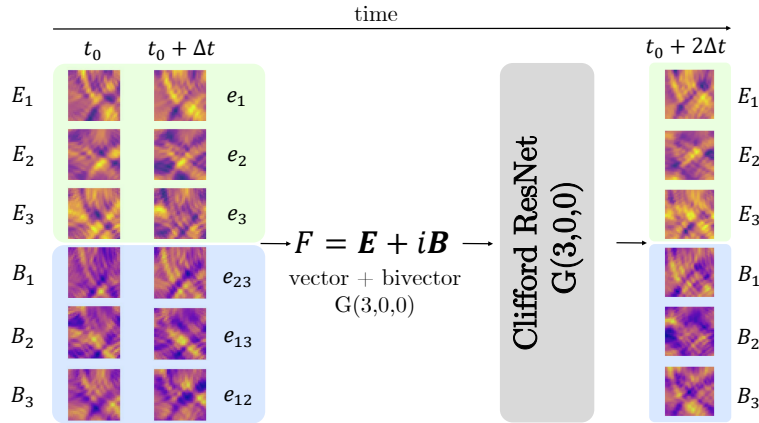 time
t₀ t₀ + Δt t₀ + 2Δt
E₁ e₁ E₁
E₂ e₂ E₂
E₃ e₃ E₃
F = E + iB
vector + bivector
G(3,0,0)
Clifford ResNet
G(3,0,0)
B₁ e₂₃ B₁
B₂ e₁₃ B₂
B₃ e₁₂ B₃